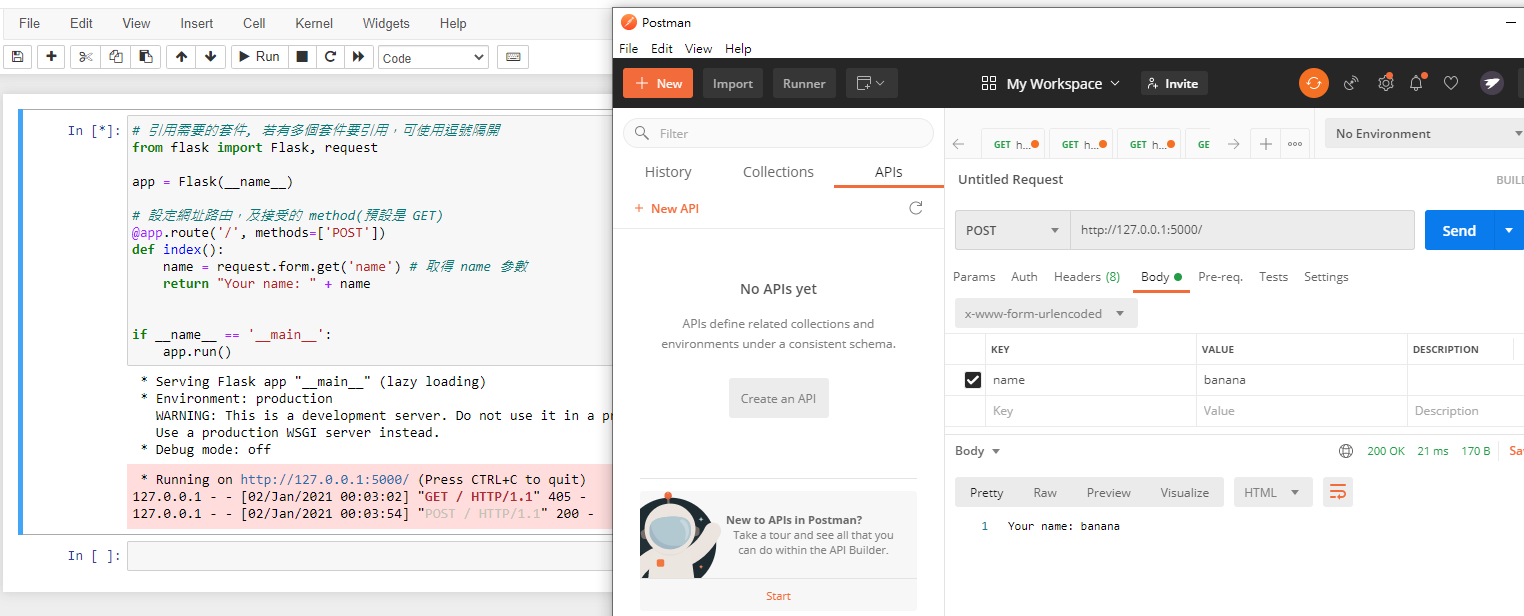 File Edit View Insert Cell Kernel Widgets Help
Run Code
In [*]:
# 引用需要的套件, 若有多個套件要引用，可使用逗號隔開
from flask import Flask, request
app = Flask(__name__)
# 設定網址路由，及接受的 method(預設是 GET)
@app.route('/', methods=['POST'])
def index():
name = request.form.get('name') # 取得 name 參數
return "Your name: " + name
if __name__ == '__main__':
app.run()
* Serving Flask app "__main__" (lazy loading)
* Environment: production
WARNING: This is a development server. Do not use it in a pr
Use a production WSGI server instead.
* Debug mode: off
* Running on http://127.0.0.1:5000/ (Press CTRL+C to quit)
127.0.0.1 - - [02/Jan/2021 00:03:02] "GET / HTTP/1.1" 405 -
127.0.0.1 - - [02/Jan/2021 00:03:54] "POST / HTTP/1.1" 200 -
In [ ]:
Postman
File Edit View Help
+ New Import Runner My Workspace Invite
Filter
History Collections APIs
+ New API
No APIs yet
APIs define related collections and
environments under a consistent schema.
Create an API
New to APIs in Postman?
Take a tour and see all that you
can do within the API Builder.
Start
GET h... GET h... GET h... GE No Environment
Untitled Request BUILD
POST http://127.0.0.1:5000/ Send
Params Auth Headers (8) Body Pre-req. Tests Settings
x-www-form-urlencoded
KEY VALUE DESCRIPTION
name banana
Key Value Description
Body 200 OK 21 ms 170 B Sa
Pretty Raw Preview Visualize HTML
1 Your name: banana